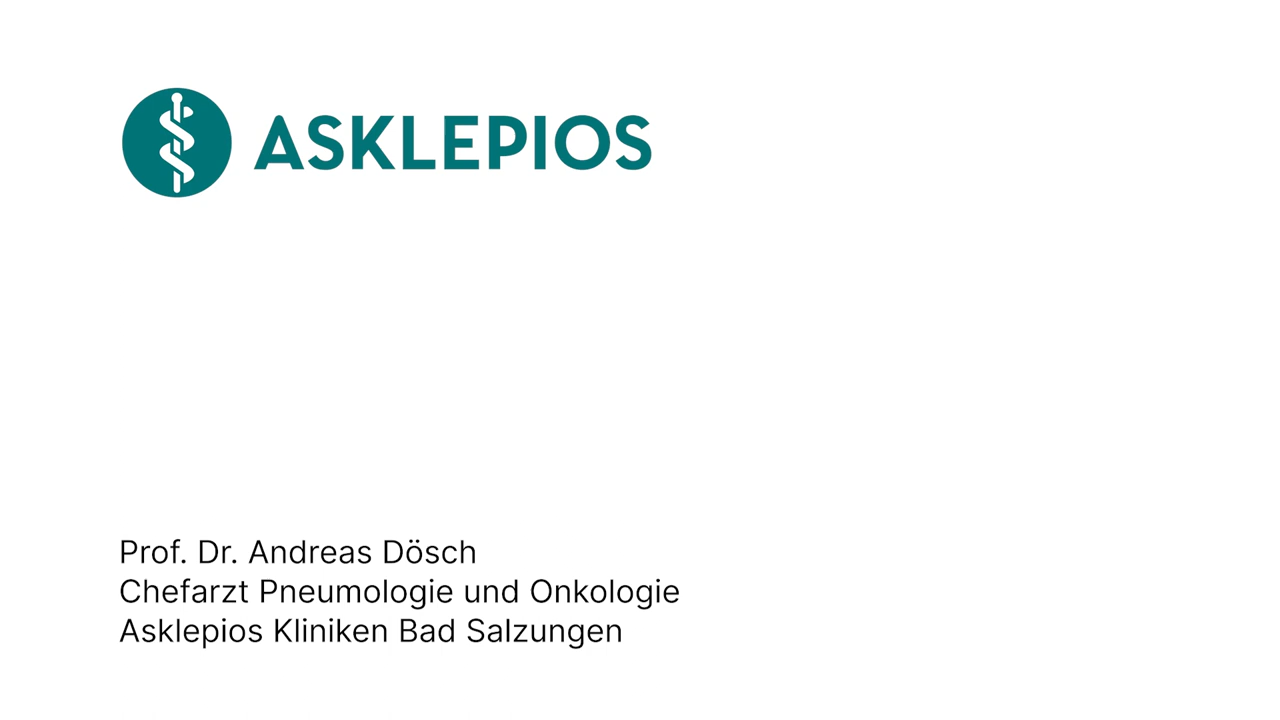 ASKLEPIOS
Prof. Dr. Andreas Dösch
Chefarzt Pneumologie und Onkologie
Asklepios Kliniken Bad Salzungen